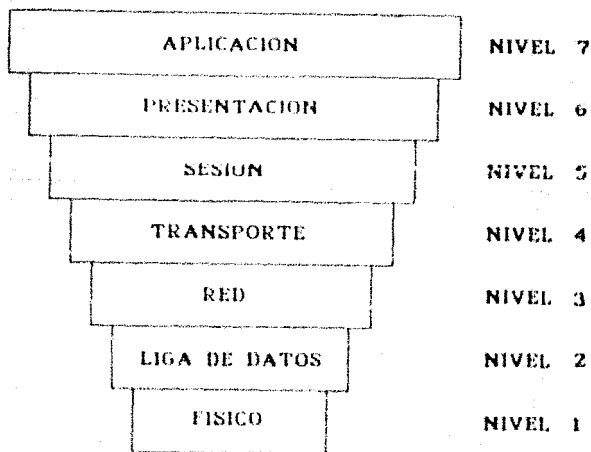 APLICACION NIVEL 7
PRESENTACION NIVEL 6
SESION NIVEL 5
TRANSPORTE NIVEL 4
RED NIVEL 3
LIGA DE DATOS NIVEL 2
FISICO NIVEL 1